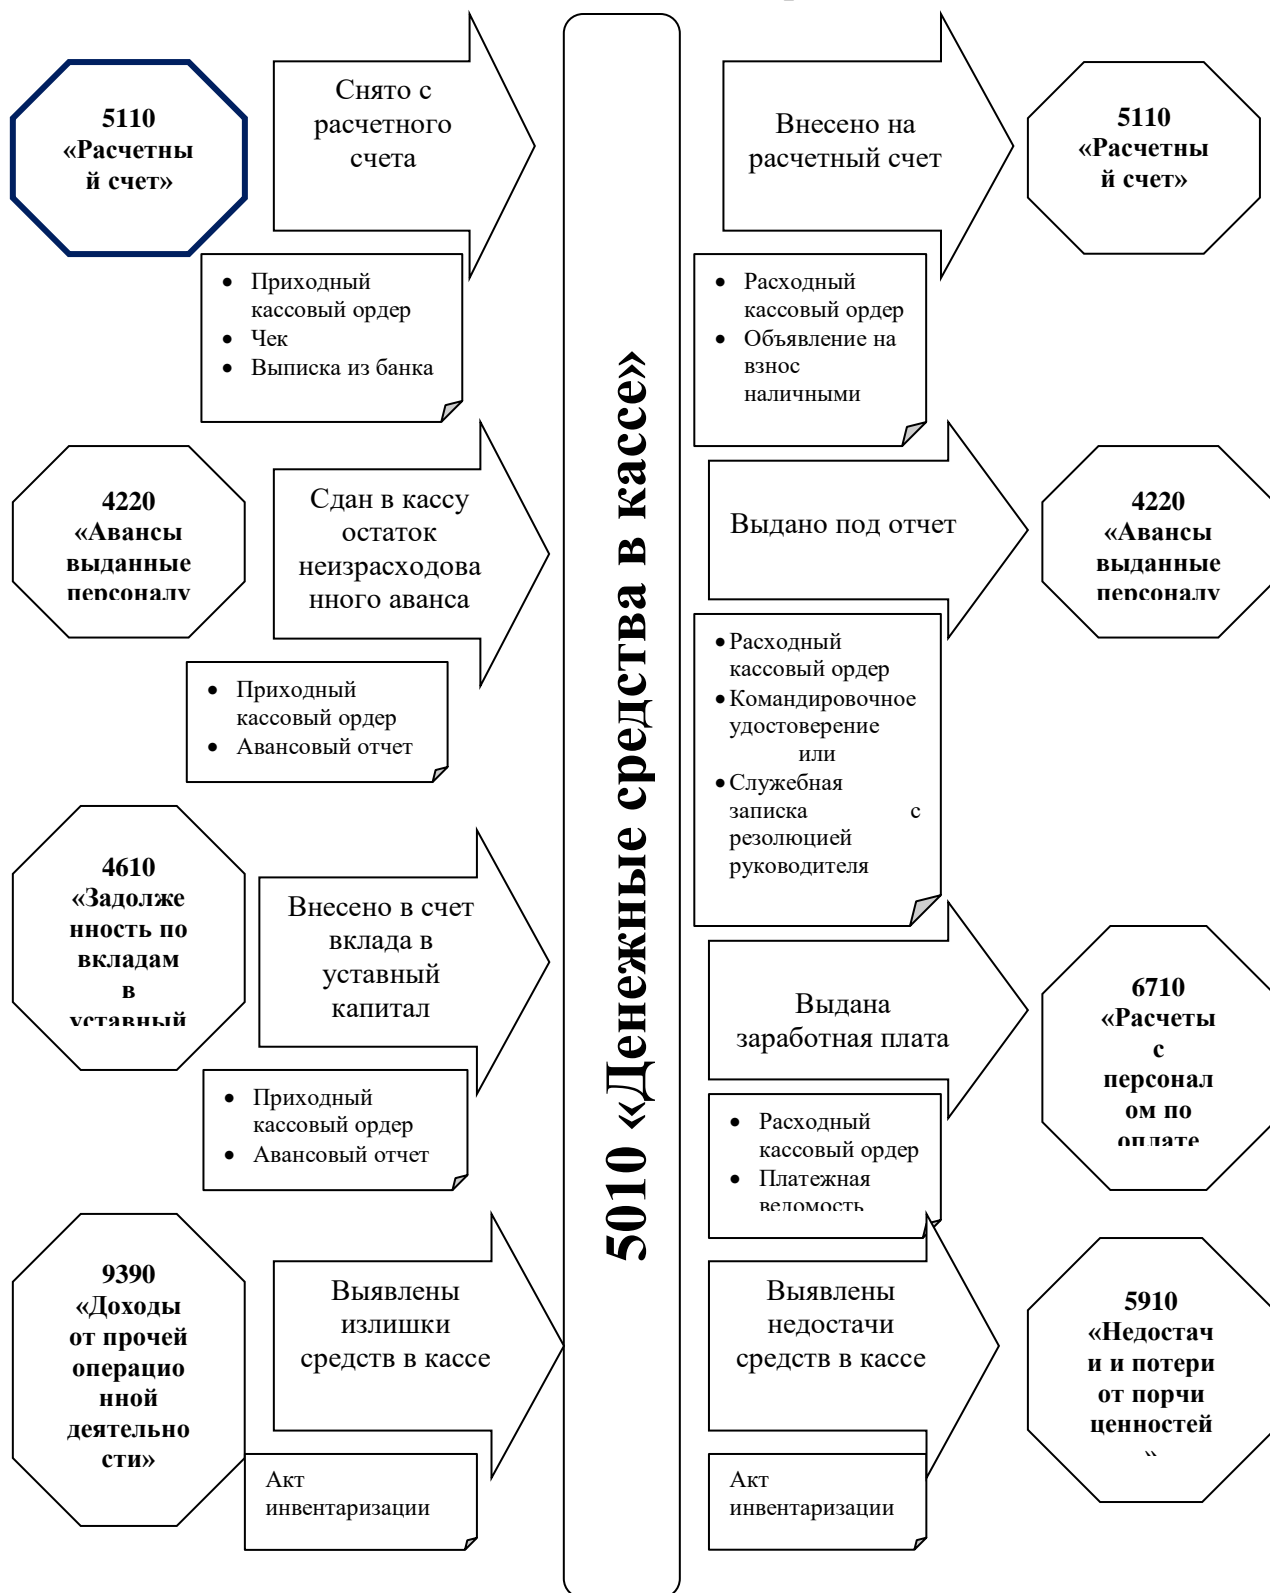 5110
«Расчетны
й счет»
Снято с
расчетного
счета
• Приходный
кассовый ордер
• Чек
• Выписка из банка
4220
«Авансы
выданные
персоналу
Сдан в кассу
остаток
неизрасходова
нного аванса
• Приходный
кассовый ордер
• Авансовый отчет
4610
«Задолже
нность по
вкладам
в
уставный
Внесено в счет
вклада в
уставный
капитал
• Приходный
кассовый ордер
• Авансовый отчет
9390
«Доходы
от прочей
операцио
нной
деятельно
сти»
Выявлены
излишки
средств в кассе
Акт
инвентаризации
5010 «Денежные средства в кассе»
Внесено на
расчетный счет
5110
«Расчетны
й счет»
• Расходный
кассовый ордер
• Объявление на
взнос
наличными
Выдано под отчет
4220
«Авансы
выданные
персоналу
• Расходный
кассовый ордер
• Командировочное
удостоверение
или
• Служебная
записка с
резолюцией
руководителя
Выдана
заработная плата
6710
«Расчеты
с
персонал
ом по
оплате
• Расходный
кассовый ордер
• Платежная
ведомость
Выявлены
недостачи
средств в кассе
5910
«Недостач
и и потери
от порчи
ценностей
»
Акт
инвентаризации